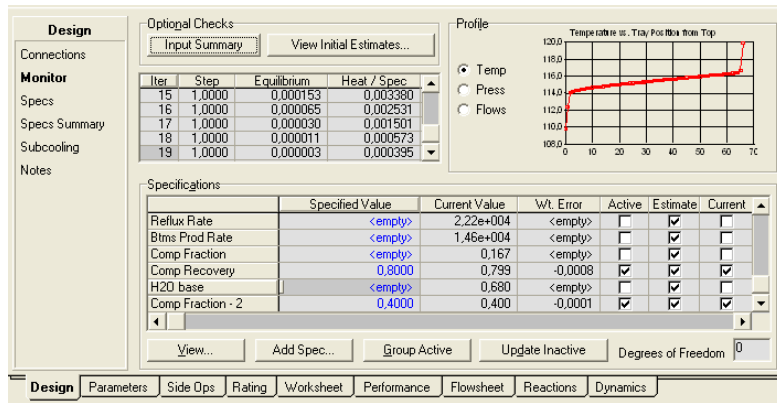 Design
Connections
Monitor
Specs
Specs Summary
Subcooling
Notes
Optional Checks
Input Summary
View Initial Estimates...
Iter Step Equilibrium Heat / Spec
15 1,0000 0,000153 0,003380
16 1,0000 0,000065 0,002531
17 1,0000 0,000030 0,001501
18 1,0000 0,000011 0,000573
19 1,0000 0,000003 0,000395
Profile
Temp
Press
Flows
Temperature vs. Tray Position from Top
120,0
118,0
116,0
114,0
112,0
110,0
108,0
0 10 20 30 40 50 60 70
Specifications
Specified Value Current Value Wt. Error Active Estimate Current
Reflux Rate <empty> 2,22e+004 <empty>
Btms Prod Rate <empty> 1,46e+004 <empty>
Comp Fraction <empty> 0,167 <empty>
Comp Recovery 0,8000 0,799 -0,0008
H2O base <empty> 0,680 <empty>
Comp Fraction - 2 0,4000 0,400 -0,0001
View... Add Spec... Group Active Update Inactive Degrees of Freedom 0
Design Parameters Side Ops Rating Worksheet Performance Flowsheet Reactions Dynamics